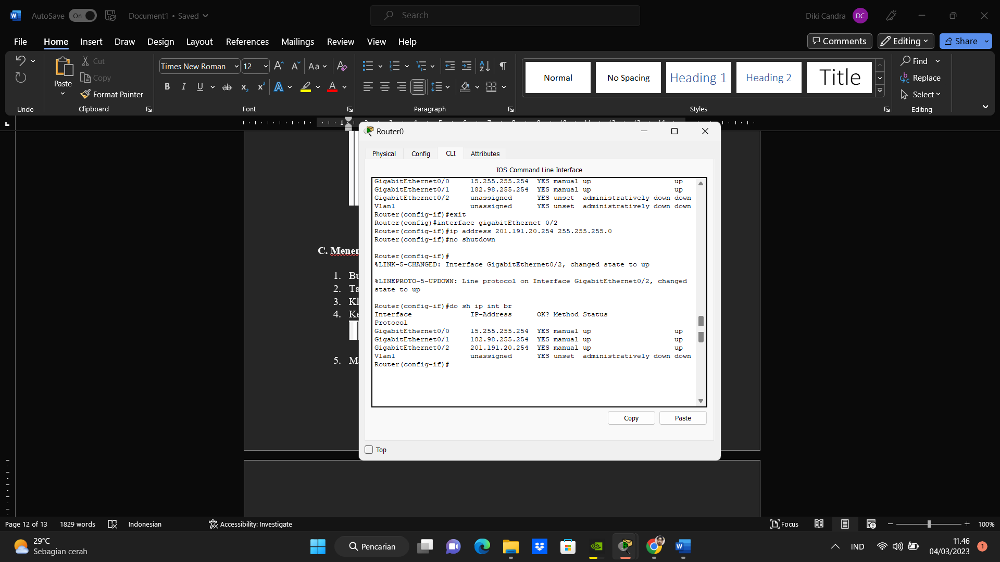 AutoSave On Document1 • Saved Search Diki Candra DC
File Home Insert Draw Design Layout References Mailings Review View Help Comments Editing Share
Paste Cut Copy Format Painter
Times New Roman 12
Normal No Spacing Heading 1 Heading 2 Title
Find Replace Select
Undo Clipboard Font Paragraph Styles Editing
Router0
Physical Config CLI Attributes
IOS Command Line Interface
GigabitEthernet0/0 15.255.255.254 YES manual up up
GigabitEthernet0/1 182.98.255.254 YES manual up up
GigabitEthernet0/2 unassigned YES unset administratively down down
Vlan1 unassigned YES unset administratively down down
Router(config-if)#exit
Router(config)#interface gigabitEthernet 0/2
Router(config-if)#ip address 201.191.20.254 255.255.255.0
Router(config-if)#no shutdown
Router(config-if)#
%LINK-5-CHANGED: Interface GigabitEthernet0/2, changed state to up
%LINEPROTO-5-UPDOWN: Line protocol on Interface GigabitEthernet0/2, changed
state to up
Router(config-if)#do sh ip int br
Interface IP-Address OK? Method Status
Protocol
GigabitEthernet0/0 15.255.255.254 YES manual up up
GigabitEthernet0/1 182.98.255.254 YES manual up up
GigabitEthernet0/2 201.191.20.254 YES manual up up
Vlan1 unassigned YES unset administratively down down
Router(config-if)#
Copy Paste
Top
C. Mener
1. Bu
2. Ta
3. Kl
4. Ke
5. Ma
Page 12 of 13 1829 words Indonesian Accessibility: Investigate Focus 100%
29°C
Sebagian cerah
Pencarian
IND
11.46
04/03/2023
1